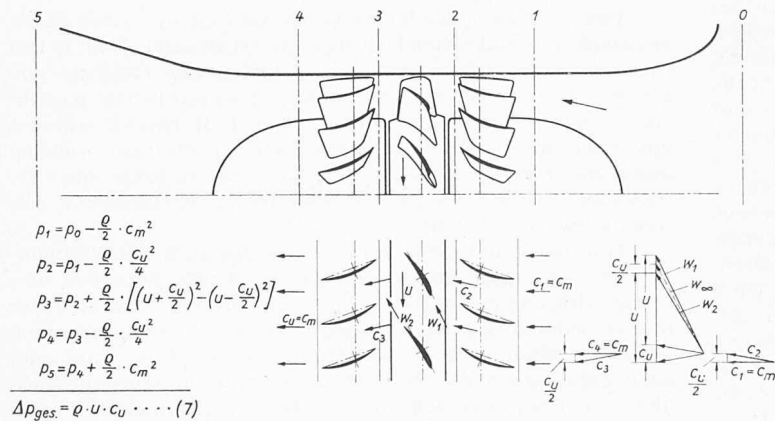 5 4 3 2 1 0
p₁=p₀-ϱ/2·c_m²
p₂=p₁-ϱ/2·c_u²/4
p₃=p₂+ϱ/2·[(u+c_u/2)²-(u-c_u/2)²]
p₄=p₃-ϱ/2·c_u²/4
p₅=p₄+ϱ/2·c_m²
Δp_ges.=ϱ·u·c_u ····(7)
c_u=c_m
c₃
u
w₂
w₁
c₂
c₁=c_m
c_u/2
u
u
c_u
w₁
w∞
w₂
c₄=c_m
c₃
c_u/2
c_u/2
c₂
c₁=c_m